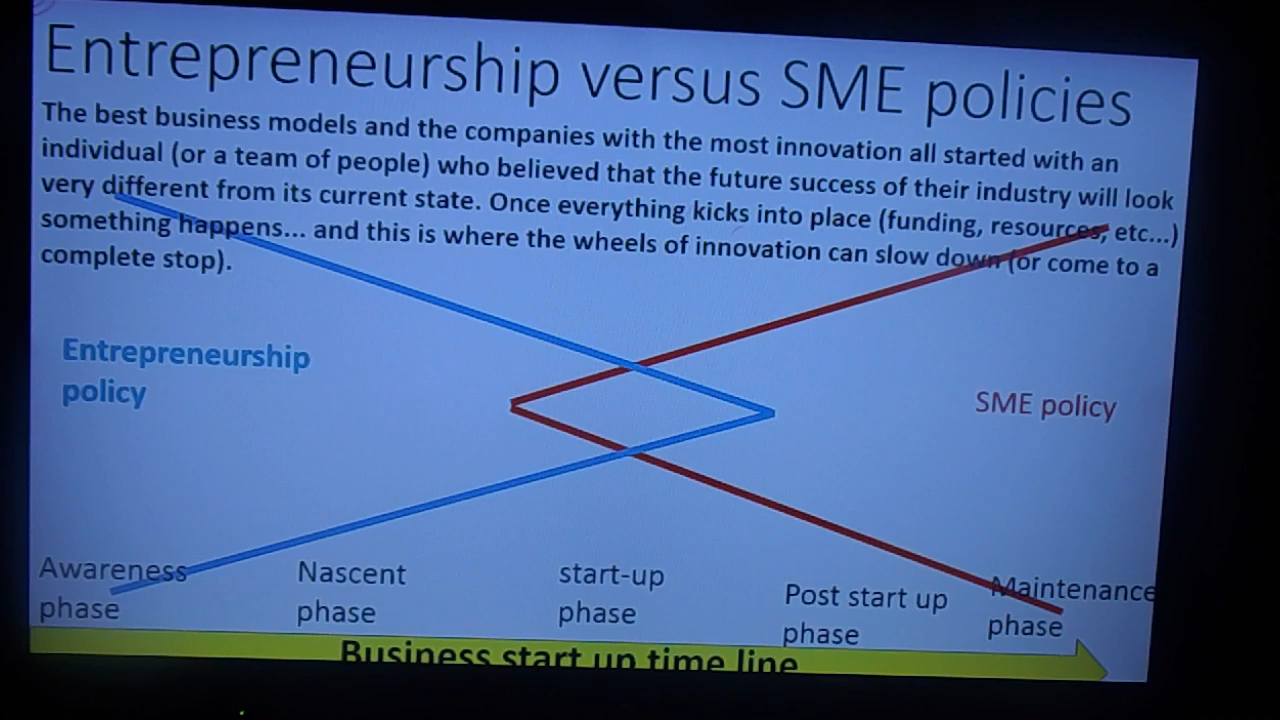 Entrepreneurship versus SME policies
The best business models and the companies with the most innovation all started with an
individual (or a team of people) who believed that the future success of their industry will look
very different from its current state. Once everything kicks into place (funding, resources, etc...)
something happens... and this is where the wheels of innovation can slow down (or come to a
complete stop).
Entrepreneurship
policy
SME policy
Awareness
phase
Nascent
phase
start-up
phase
Post start up
phase
Maintenance
phase
Business start up time line